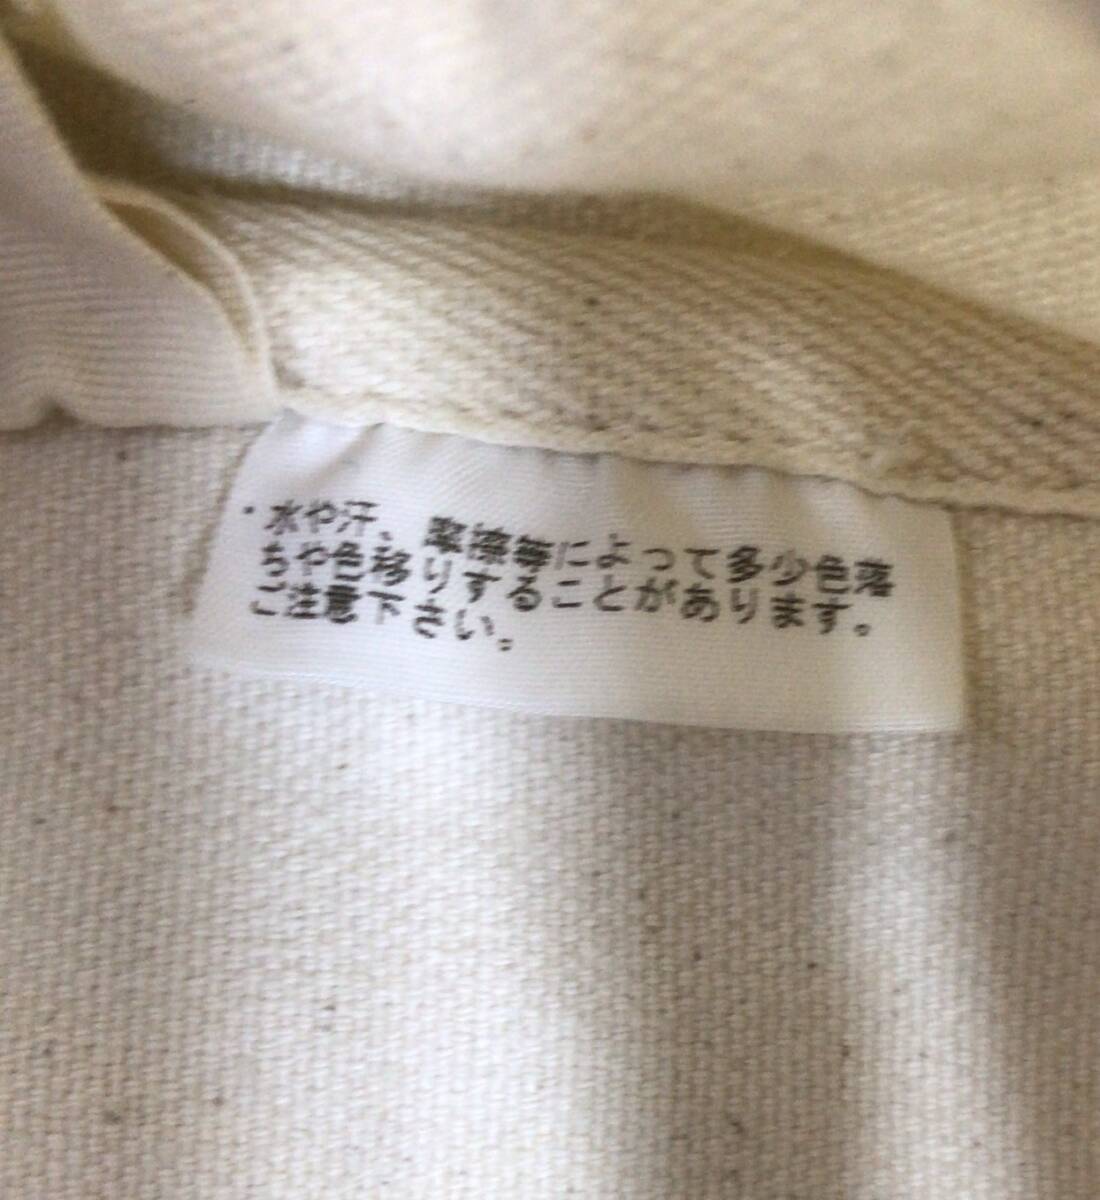 ・水や汗、摩擦等によって多少色落
ちや色移りすることがあります。
ご注意下さい。